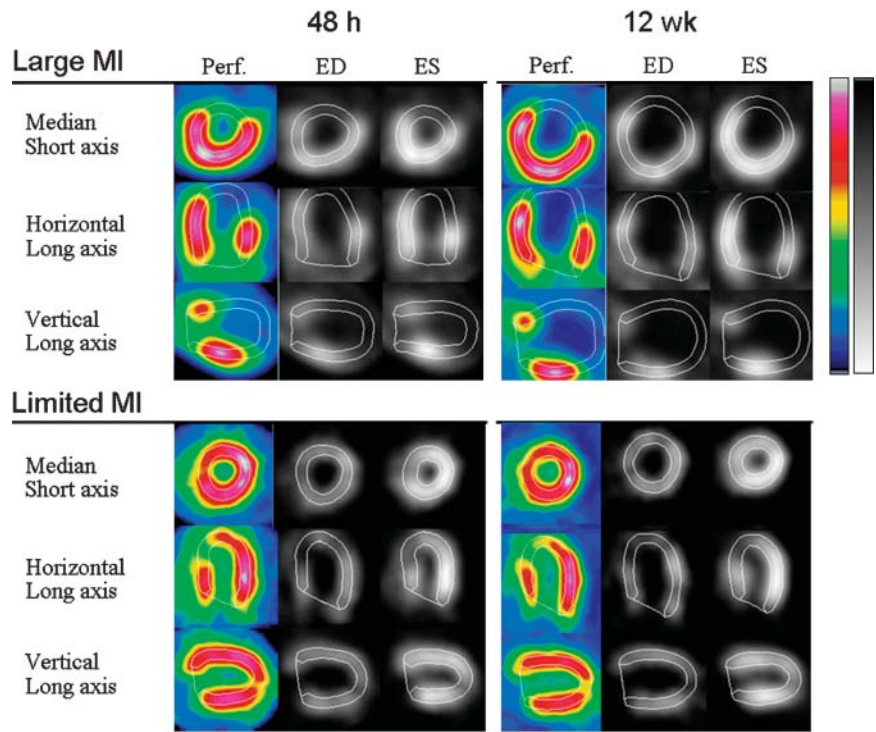 48 h 12 wk
Large MI Perf. ED ES Perf. ED ES
Median
Short axis
Horizontal
Long axis
Vertical
Long axis
Limited MI
Median
Short axis
Horizontal
Long axis
Vertical
Long axis